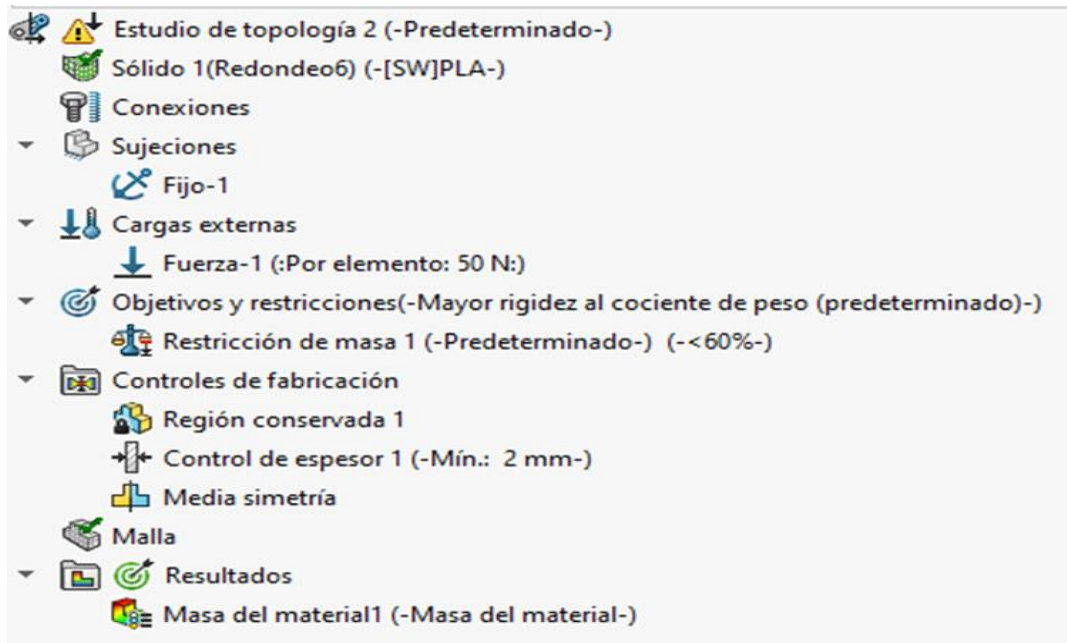 Estudio de topología 2 (-Predeterminado-)
Sólido 1(Redondeo6) (-[SW]PLA-)
Conexiones
Sujeciones
Fijo-1
Cargas externas
Fuerza-1 (:Por elemento: 50 N:)
Objetivos y restricciones(-Mayor rigidez al cociente de peso (predeterminado)-)
Restricción de masa 1 (-Predeterminado-) (-<60%-)
Controles de fabricación
Región conservada 1
Control de espesor 1 (-Mín.: 2 mm-)
Media simetría
Malla
Resultados
Masa del material1 (-Masa del material-)